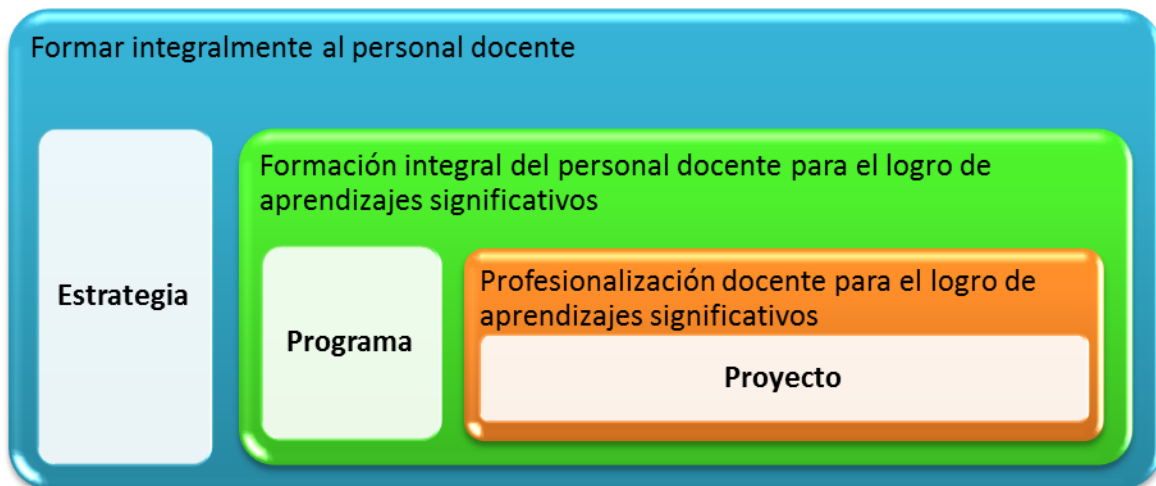 Formar integralmente al personal docente
Estrategia
Formación integral del personal docente para el logro de
aprendizajes significativos
Programa
Profesionalización docente para el logro de
aprendizajes significativos
Proyecto